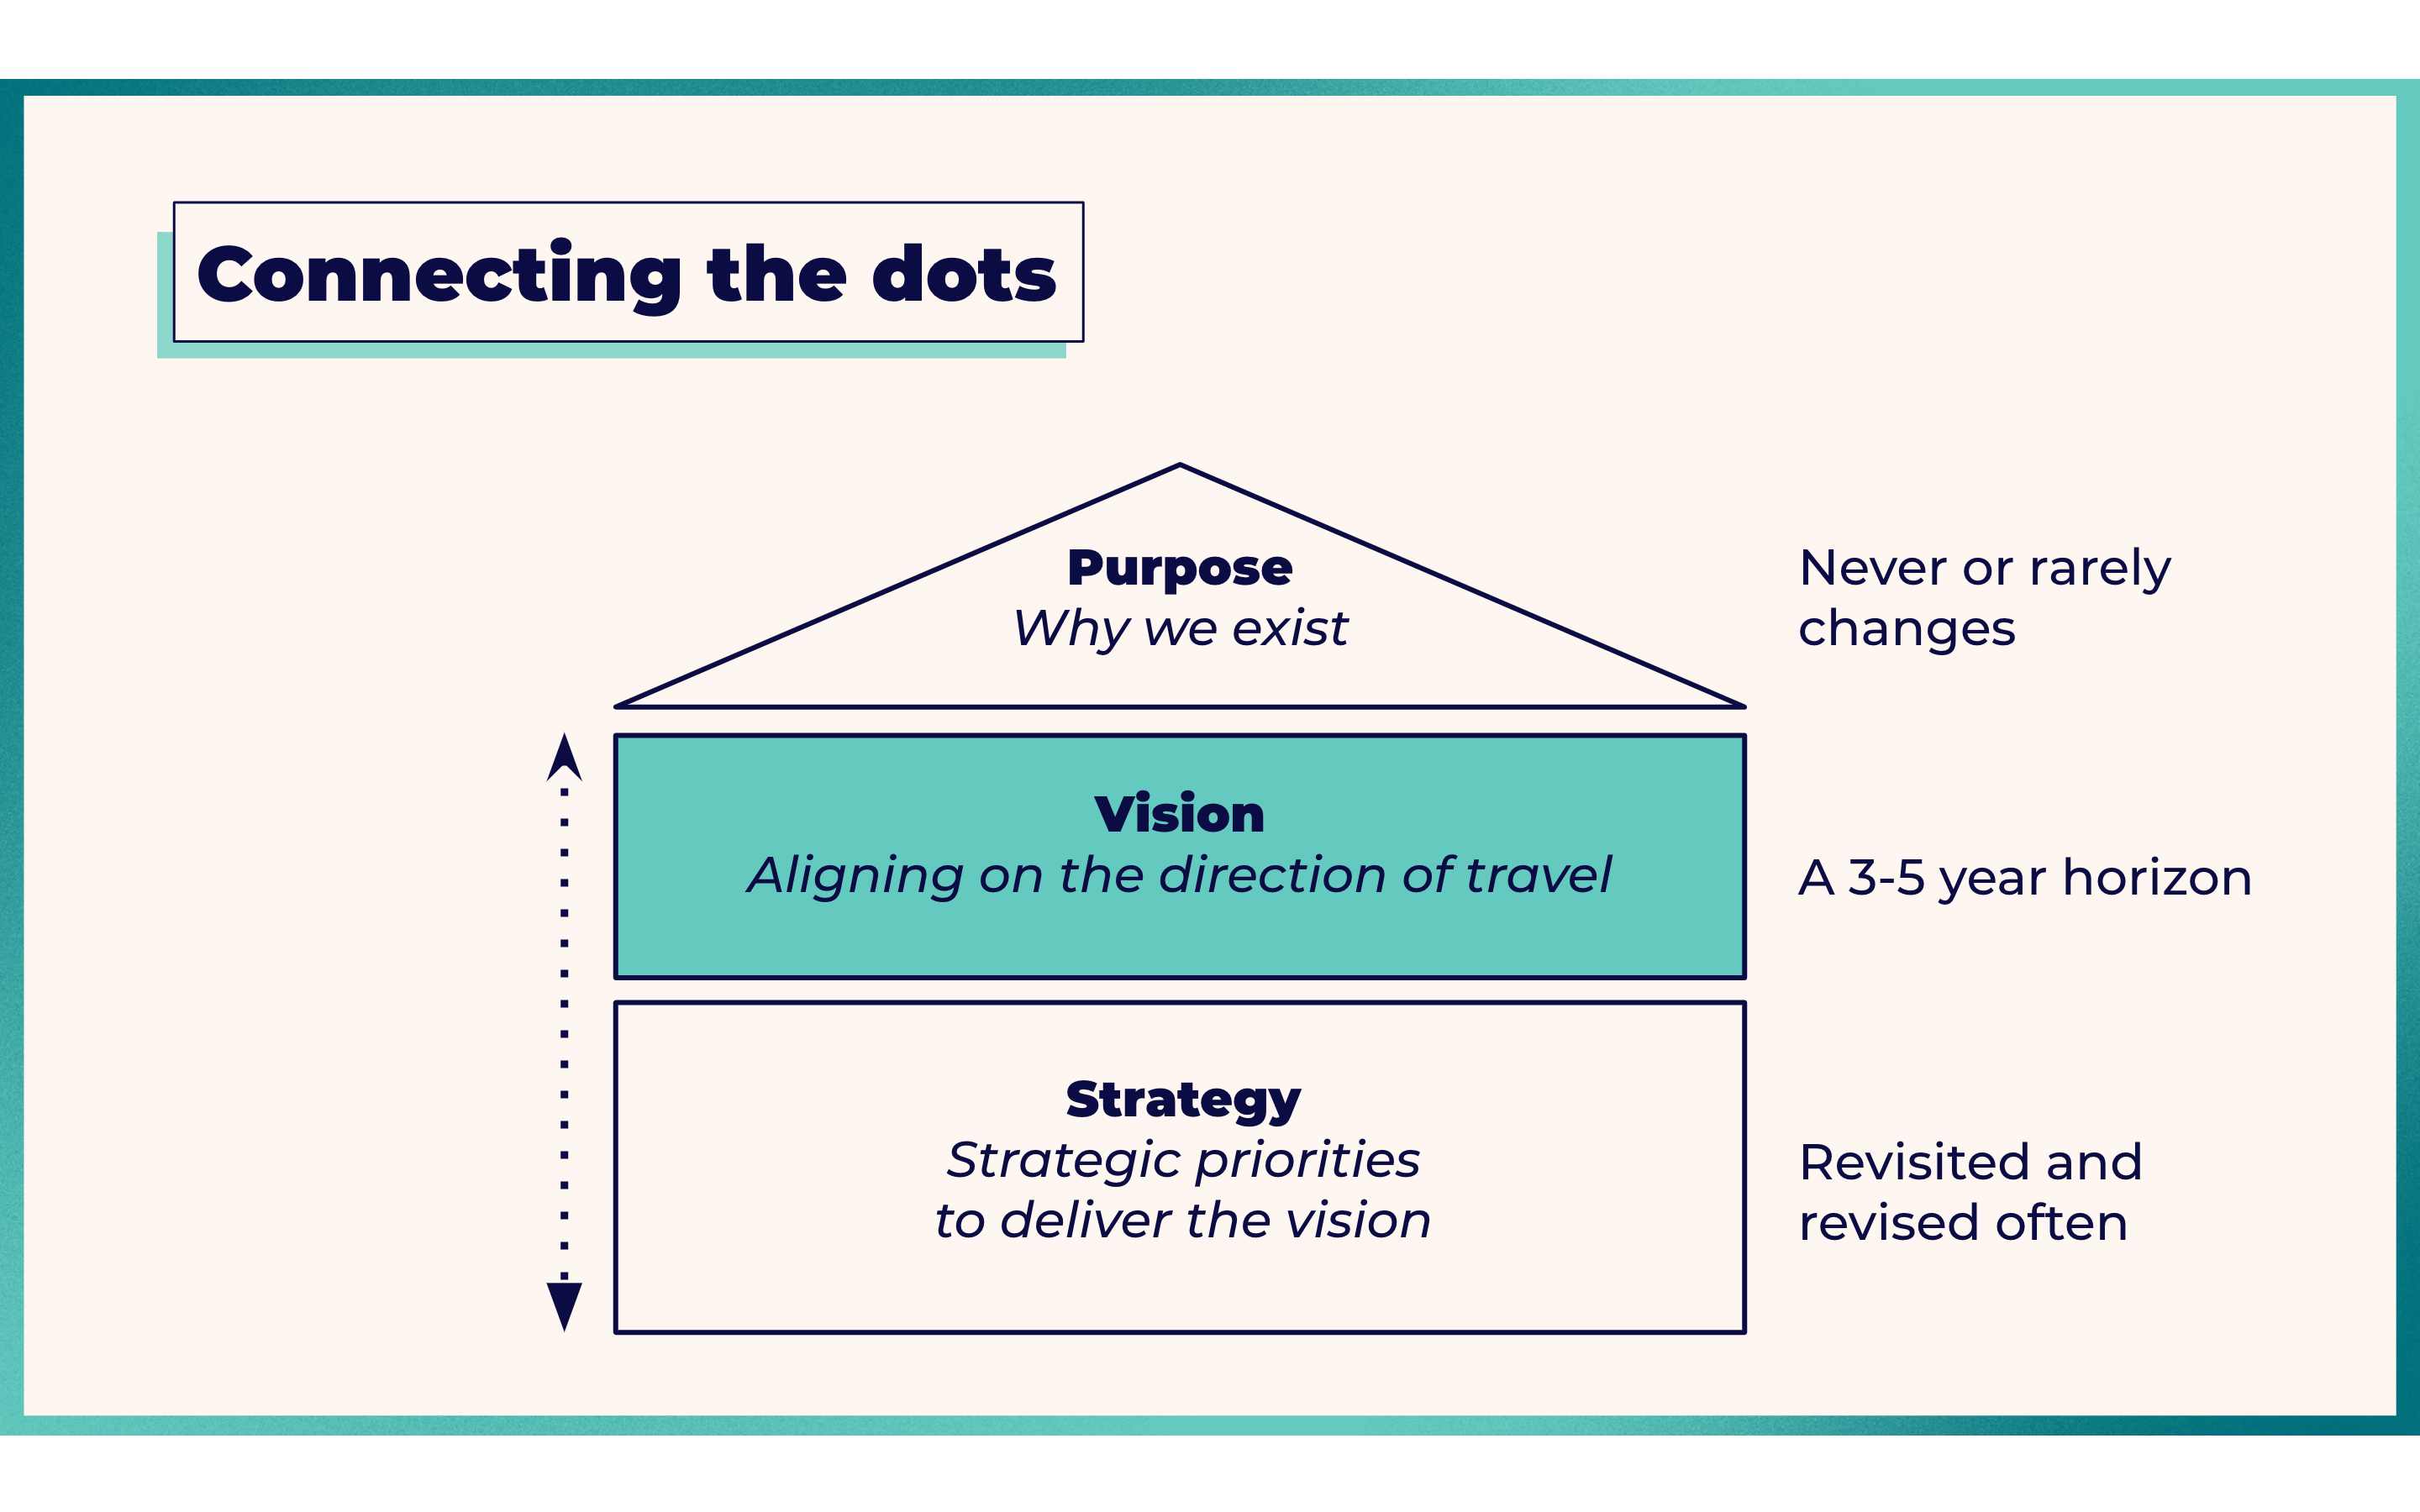 Connecting the dots
Purpose
Why we exist
Never or rarely
changes
Vision
Aligning on the direction of travel
A 3-5 year horizon
Strategy
Strategic priorities
to deliver the vision
Revisited and
revised often